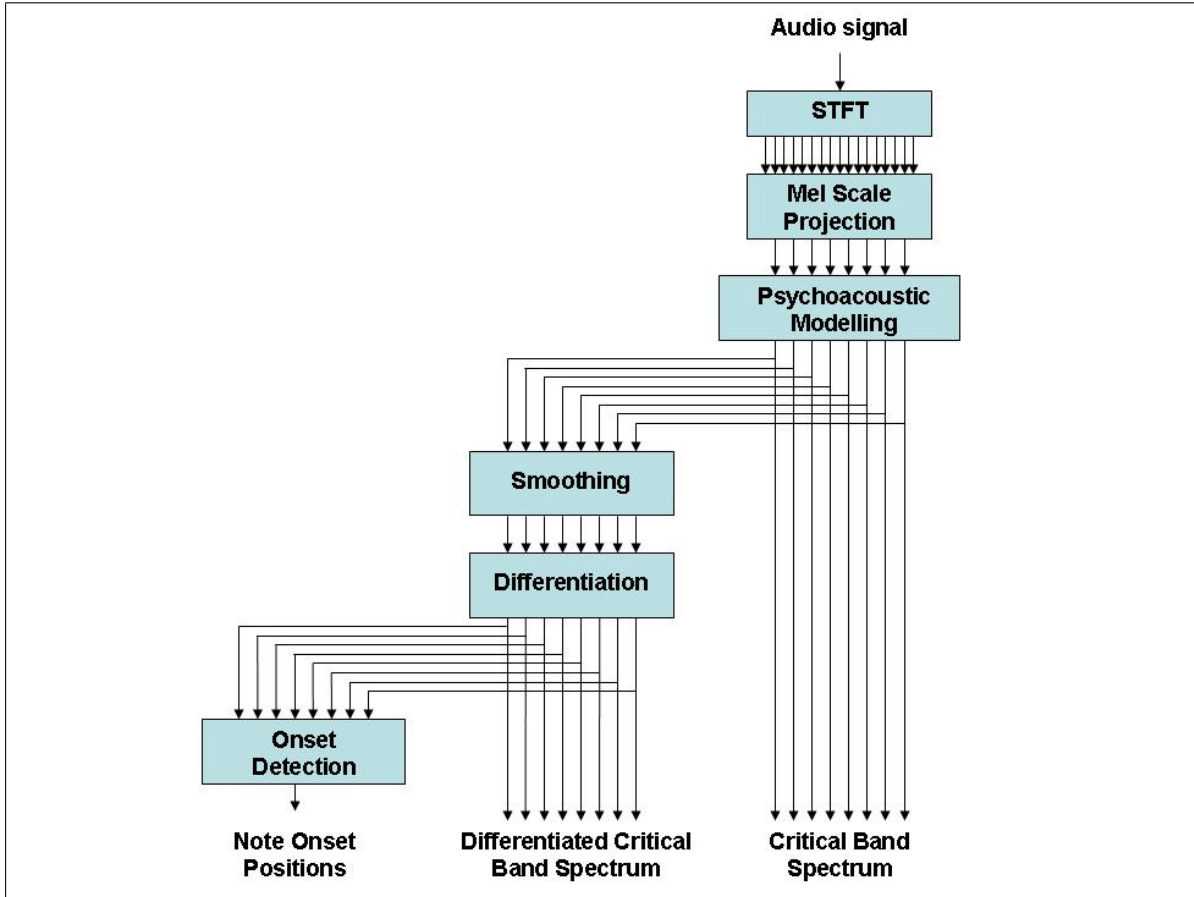 Audio signal
STFT
Mel Scale
Projection
Psychoacoustic
Modelling
Smoothing
Differentiation
Onset
Detection
Note Onset
Positions
Differentiated Critical
Band Spectrum
Critical Band
Spectrum